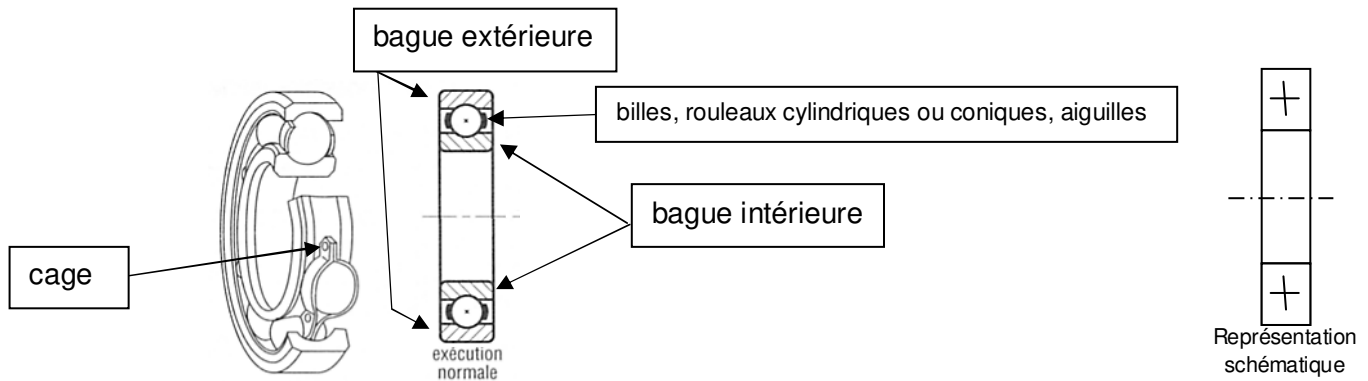 bague extérieure
billes, rouleaux cylindriques ou coniques, aiguilles
bague intérieure
cage
exécution
normale
Représentation
schématique